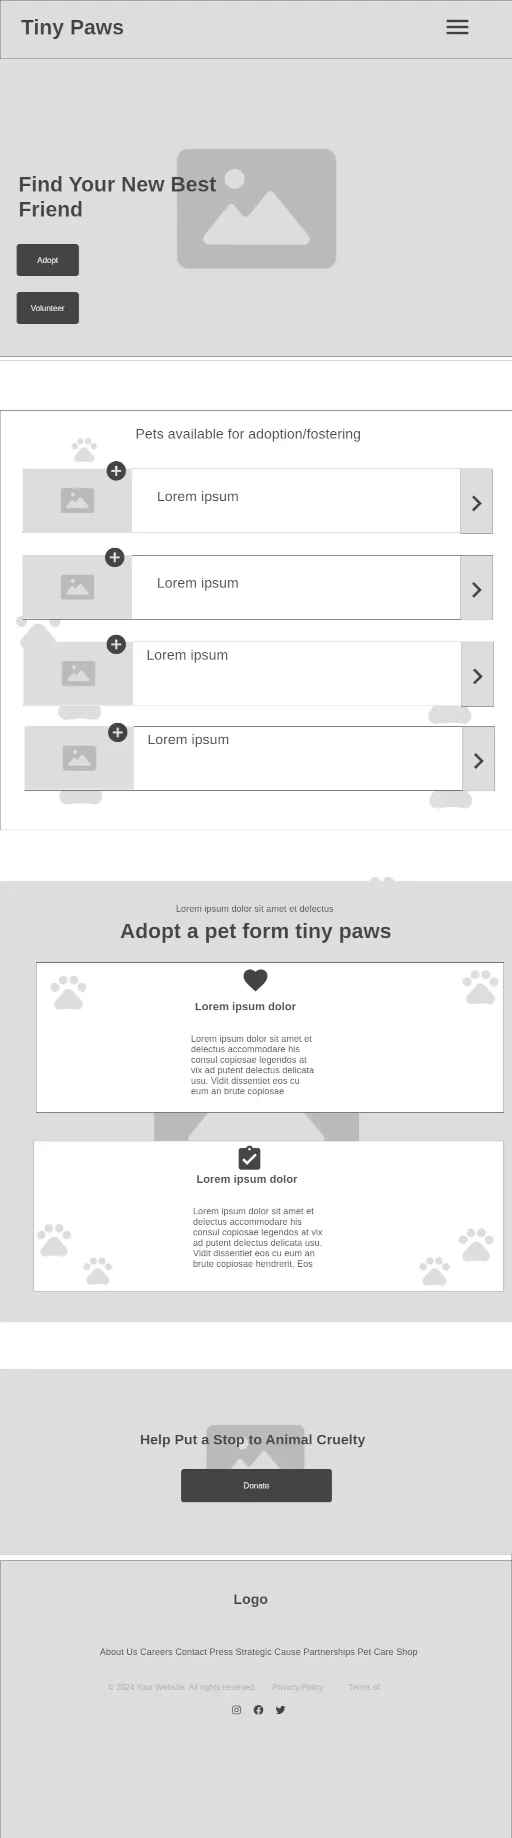 Tiny Paws
Find Your New Best
Friend
Adopt
Volunteer
Pets available for adoption/fostering
Lorem ipsum
Lorem ipsum
Lorem ipsum
Lorem ipsum
Lorem ipsum dolor sit amet et delectus
Adopt a pet form tiny paws
Lorem ipsum dolor
Lorem ipsum dolor sit amet et
delectus accommodare his
consul copiosae legendos at
vix ad putent delectus delicata
usu. Vidit dissentiet eos cu
eum an brute copiosae
Lorem ipsum dolor
Lorem ipsum dolor sit amet et
delectus accommodare his
consul copiosae legendos at vix
ad putent delectus delicata usu.
Vidit dissentiet eos cu eum an
brute copiosae hendrerit. Eos
Help Put a Stop to Animal Cruelty
Donate
Logo
About Us Careers Contact Press Strategic Cause Partnerships Pet Care Shop
© 2024 Your Website. All rights reserved. Privacy Policy Terms of